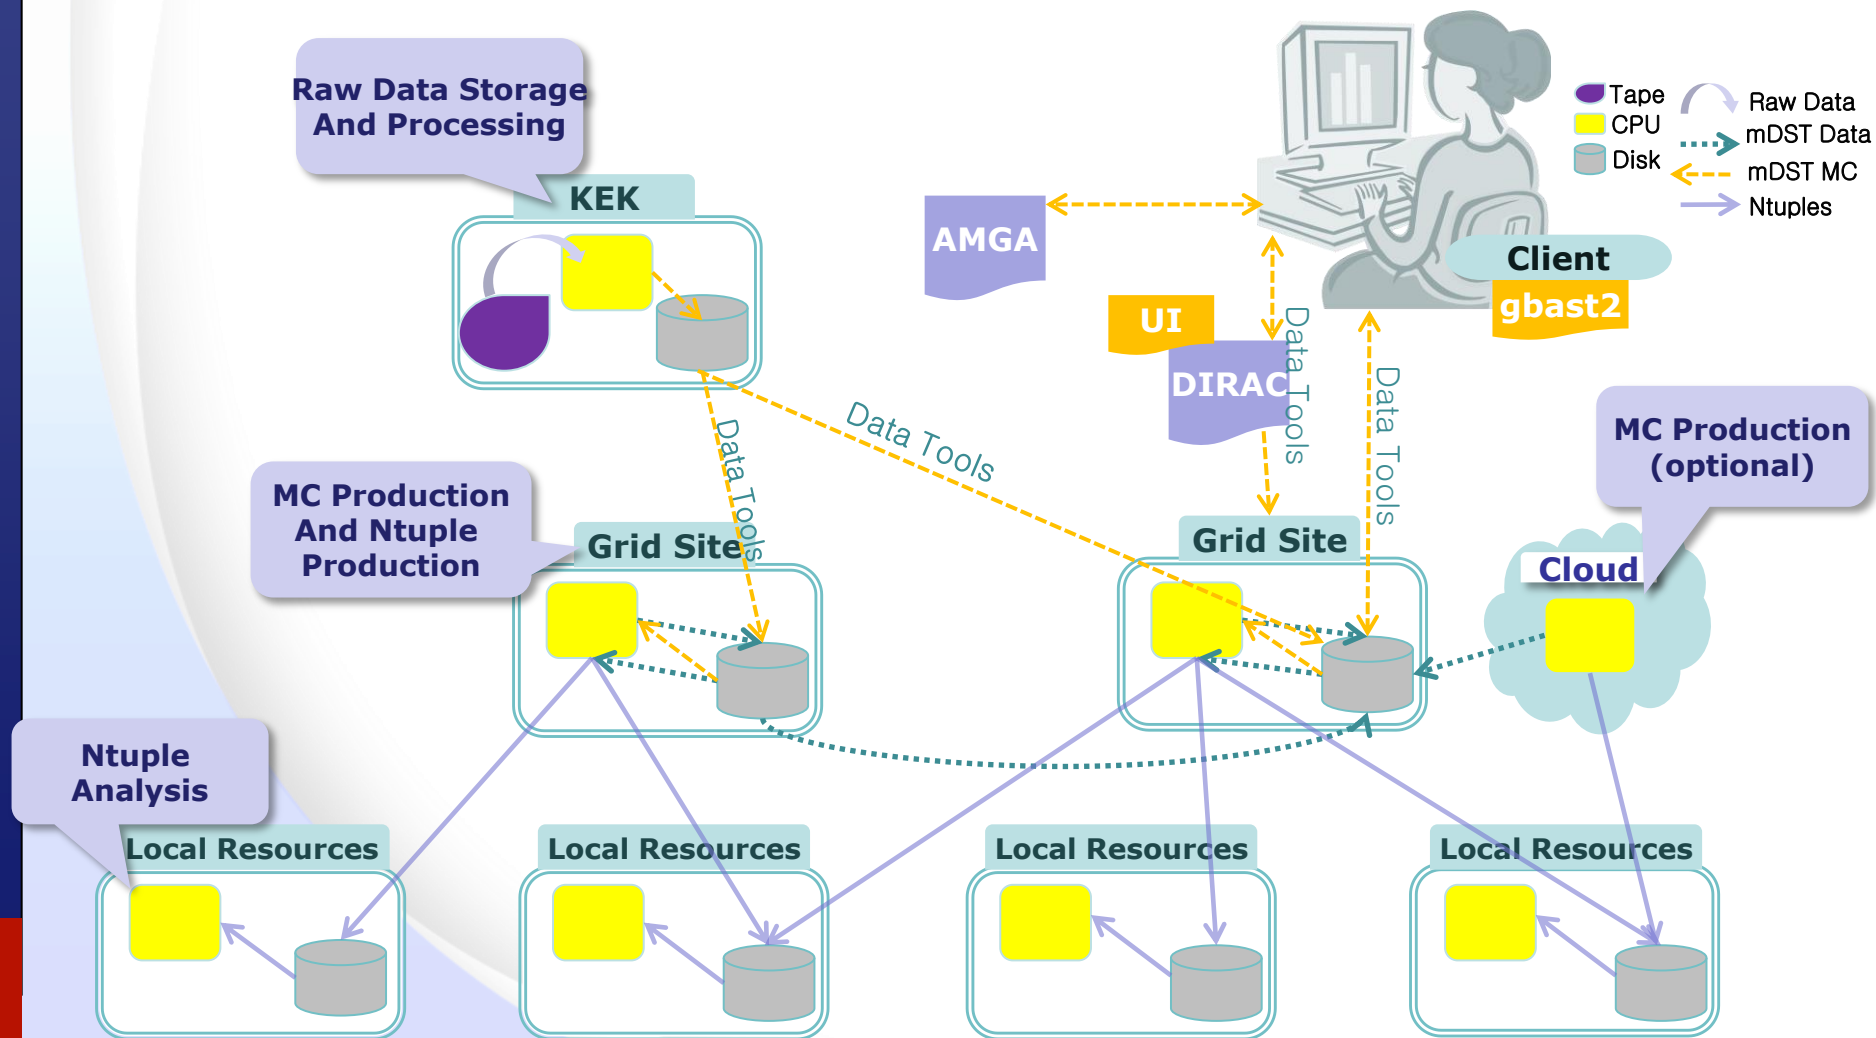 Raw Data Storage
And Processing
KEK
Tape
CPU
Disk
Raw Data
mDST Data
mDST MC
Ntuples
AMGA
Client
gbast2
UI
DIRAC
Data Tools
Data Tools
Data Tools
Data Tools
MC Production
(optional)
MC Production
And Ntuple
Production
Grid Site
Grid Site
Cloud
Ntuple
Analysis
Local Resources
Local Resources
Local Resources
Local Resources